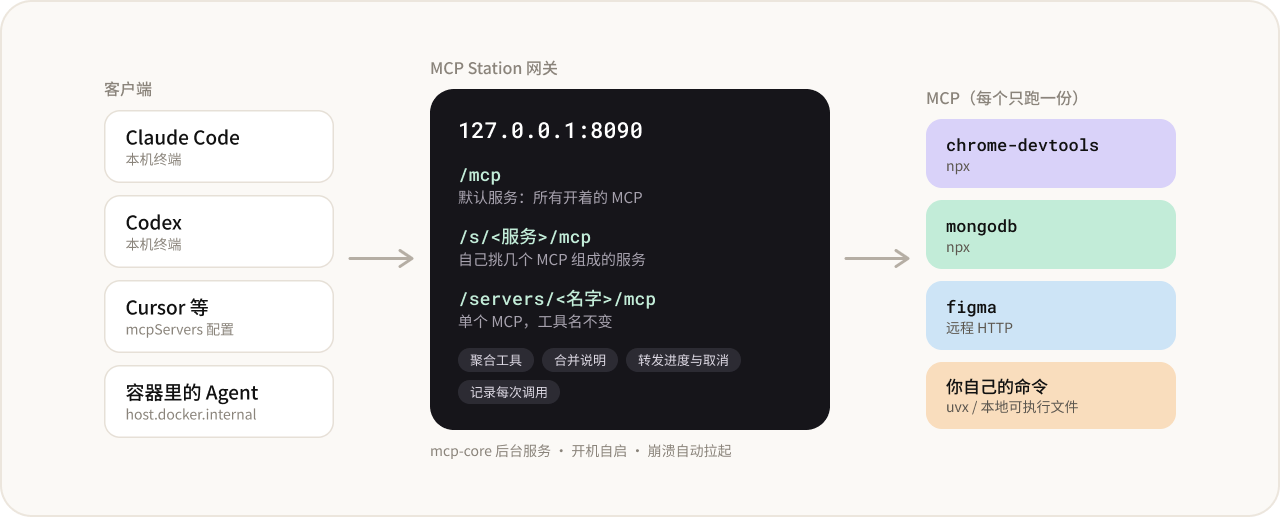 客户端
Claude Code
本机终端
Codex
本机终端
Cursor 等
mcpServers 配置
容器里的 Agent
host.docker.internal
MCP Station 网关
127.0.0.1:8090
/mcp
默认服务：所有开着的 MCP
/s/<服务>/mcp
自己挑几个 MCP 组成的服务
/servers/<名字>/mcp
单个 MCP，工具名不变
聚合工具
合并说明
转发进度与取消
记录每次调用
mcp-core 后台服务 · 开机自启 · 崩溃自动拉起
MCP（每个只跑一份）
chrome-devtools
npx
mongodb
npx
figma
远程 HTTP
你自己的命令
uvx / 本地可执行文件